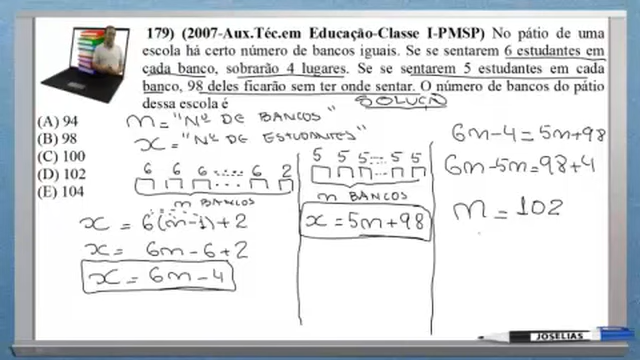 179) (2007-Aux.Téc.em Educação-Classe I-PMSP) No pátio de uma
escola há certo número de bancos iguais. Se se sentarem 6 estudantes em
cada banco, sobrarão 4 lugares. Se se sentarem 5 estudantes em cada
banco, 98 deles ficarão sem ter onde sentar. O número de bancos do pátio
dessa escola é
SOLUÇÃO
(A) 94
(B) 98
(C) 100
(D) 102
(E) 104
m = "Nº DE BANCOS"
x = "Nº DE ESTUDANTES"
6 6 6 ..... 6 2
m BANCOS
x = 6(m-1)+2
x = 6m-6+2
x = 6m-4
5 5 5 .... 5 5
m BANCOS
x = 5m+98
6m-4=5m+98
6m-5m=98+4
m = 102
JOSELIAS